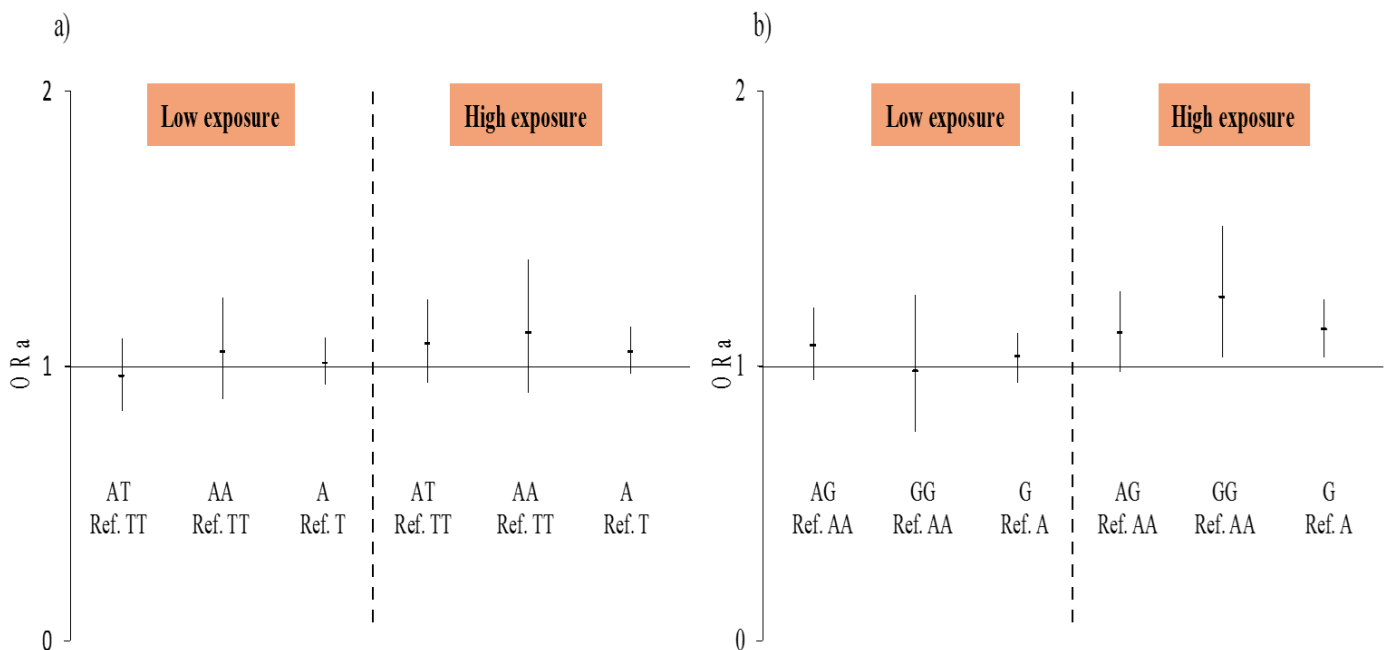 a)
2
Low exposure
High exposure
O R a
1
AT
Ref. TT
AA
Ref. TT
A
Ref. T
AT
Ref. TT
AA
Ref. TT
A
Ref. T
0
b)
2
Low exposure
High exposure
O R a
1
AG
Ref. AA
GG
Ref. AA
G
Ref. A
AG
Ref. AA
GG
Ref. AA
G
Ref. A
0